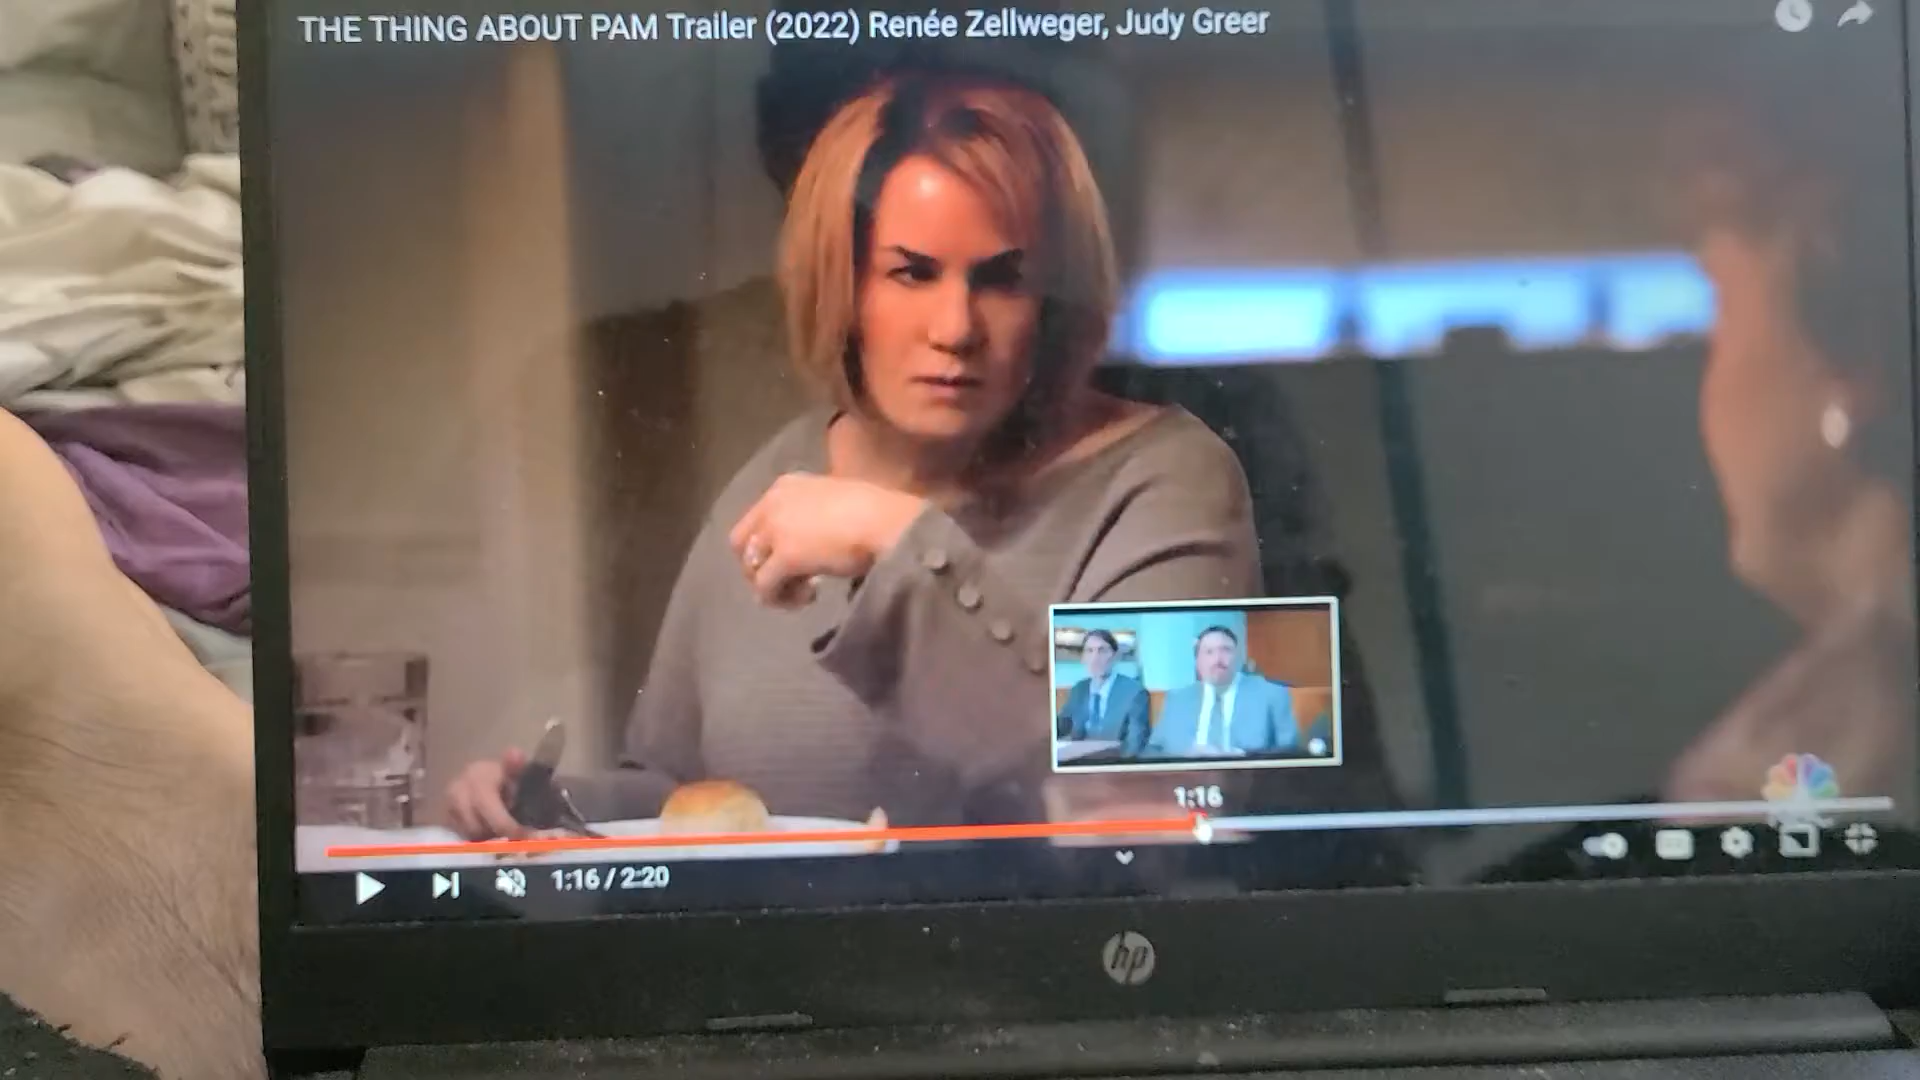 THE THING ABOUT PAM Trailer (2022) Renée Zellweger, Judy Greer
1:16
1:16 / 2:20
hp